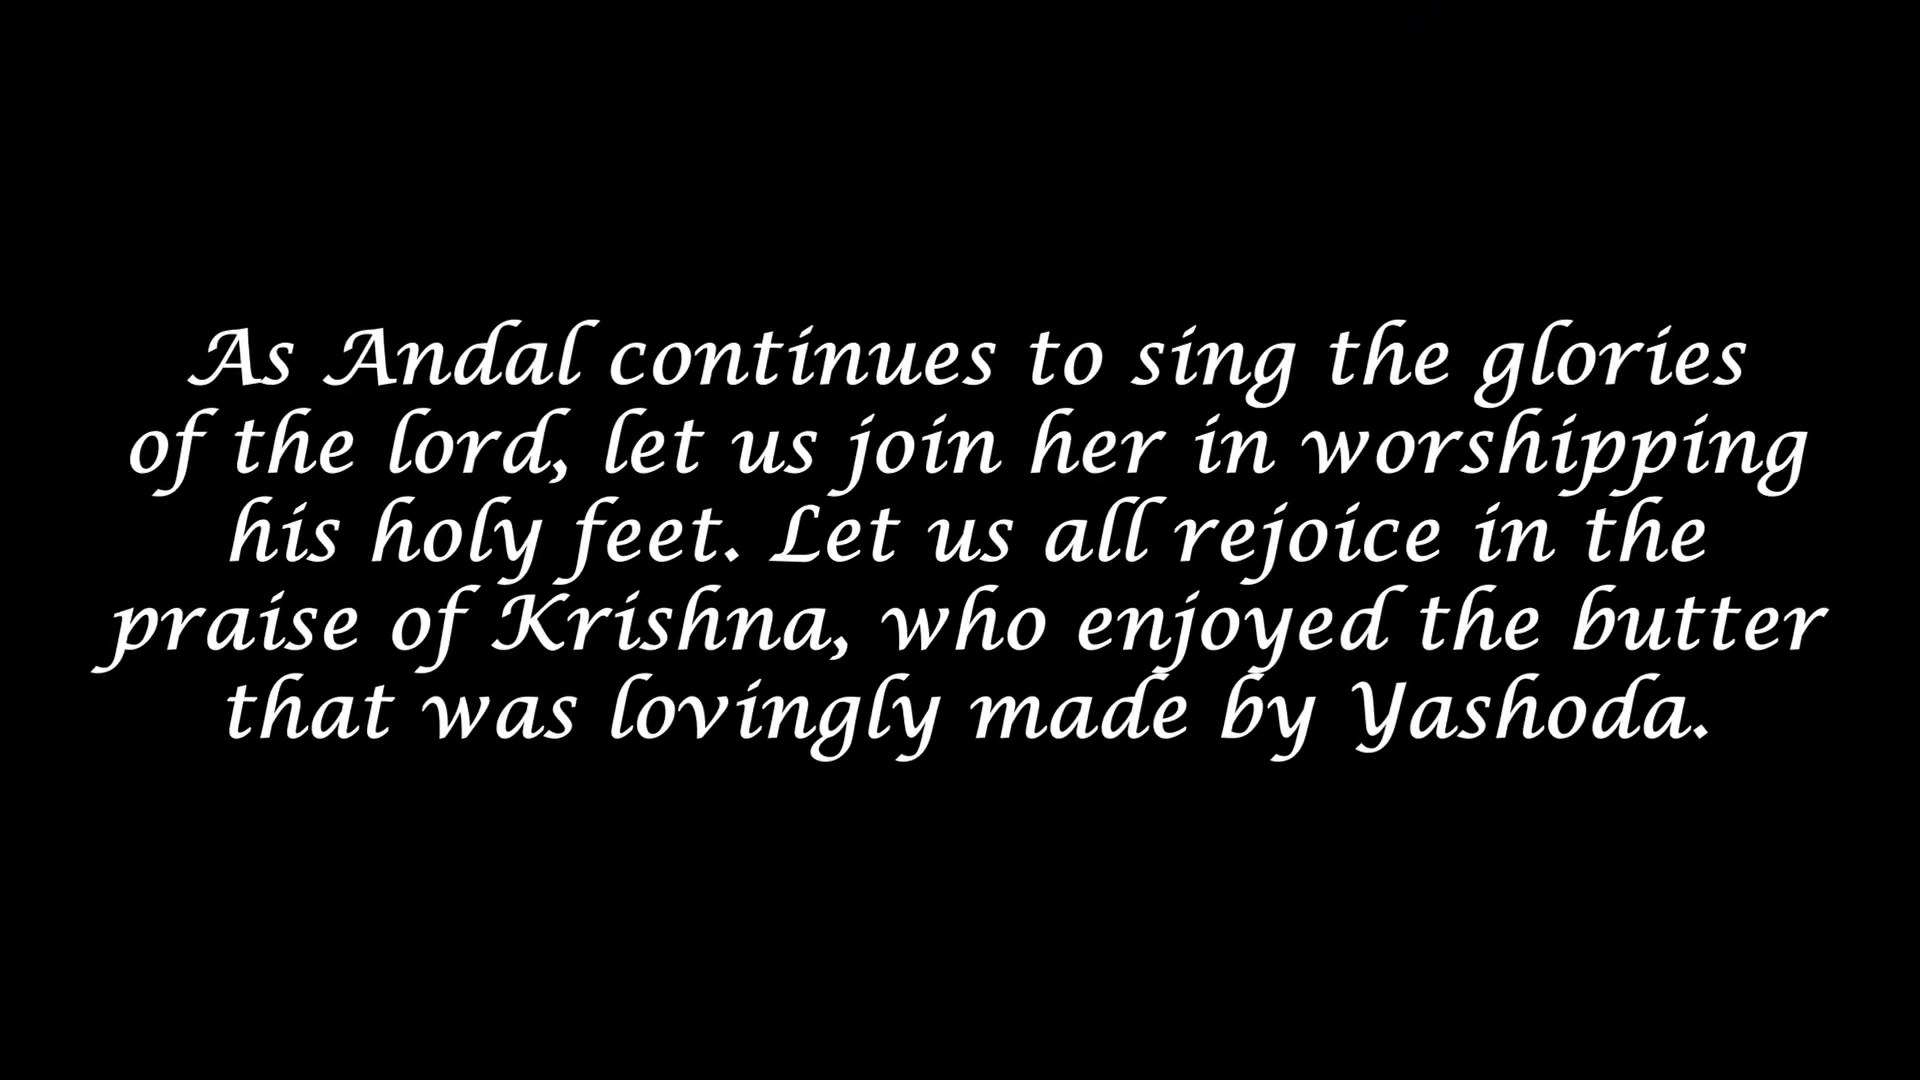 As Andal continues to sing the glories
of the lord, let us join her in worshipping
his holy feet. Let us all rejoice in the
praise of Krishna, who enjoyed the butter
that was lovingly made by Yashoda.